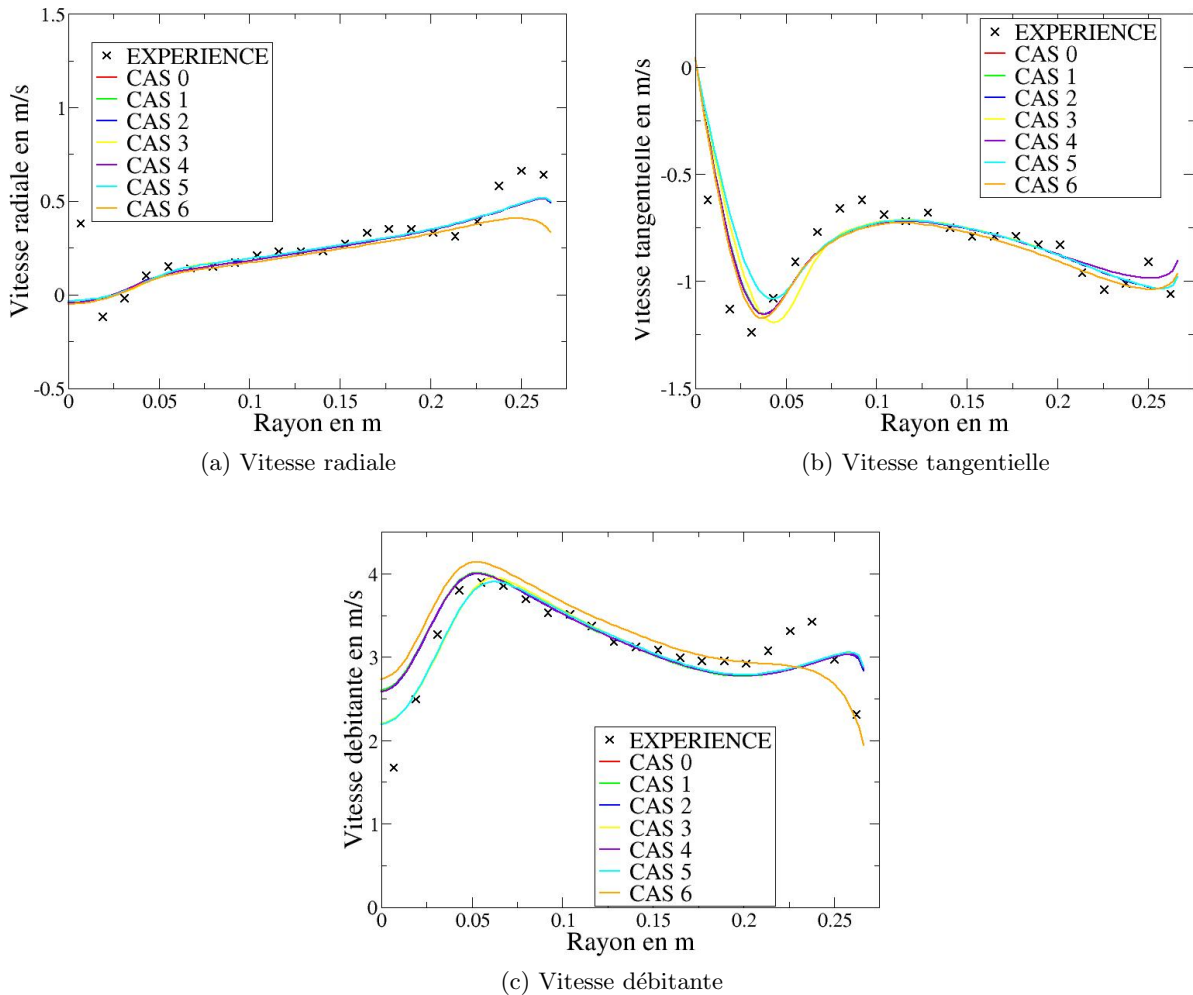 1.5
1
0.5
0
-0.5
Vitesse radiale en m/s
EXPERIENCE
CAS 0
CAS 1
CAS 2
CAS 3
CAS 4
CAS 5
CAS 6
0
0.05
0.1
0.15
0.2
0.25
Rayon en m
(a) Vitesse radiale
0
-0.5
-1
-1.5
Vitesse tangentielle en m/s
EXPERIENCE
CAS 0
CAS 1
CAS 2
CAS 3
CAS 4
CAS 5
CAS 6
0
0.05
0.1
0.15
0.2
0.25
Rayon en m
(b) Vitesse tangentielle
4
3
2
1
0
Vitesse debitante en m/s
EXPERIENCE
CAS 0
CAS 1
CAS 2
CAS 3
CAS 4
CAS 5
CAS 6
0
0.05
0.1
0.15
0.2
0.25
Rayon en m
(c) Vitesse débitante